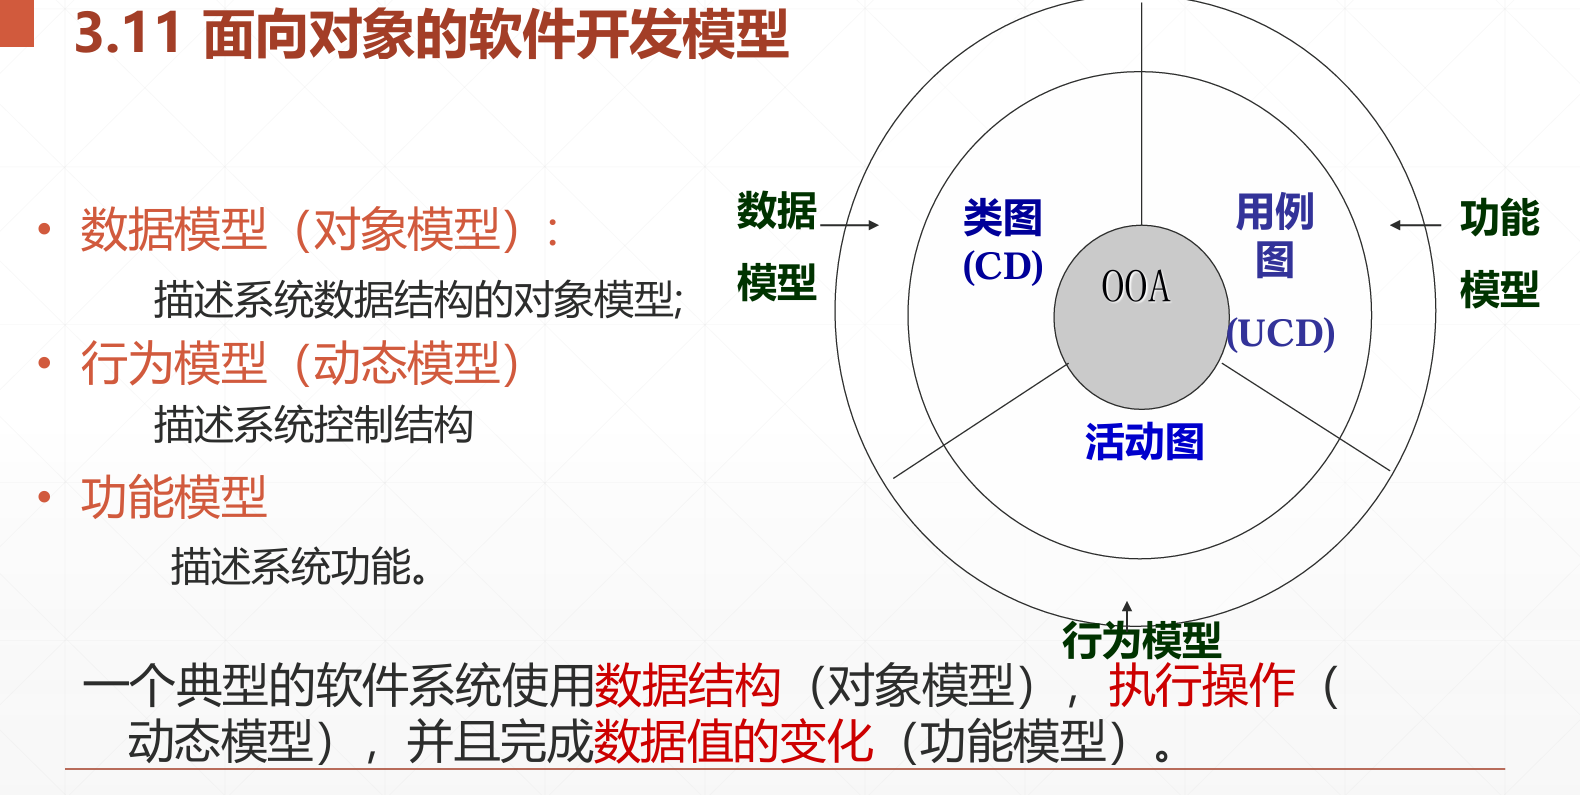 3.11 面向对象的软件开发模型
• 数据模型（对象模型）:
描述系统数据结构的对象模型;
• 行为模型（动态模型）
描述系统控制结构
• 功能模型
描述系统功能。
数据
模型
类图
(CD)
OOA
用例
图
(UCD)
功能
模型
活动图
行为模型
一个典型的软件系统使用数据结构（对象模型），执行操作（
动态模型），并且完成数据值的变化（功能模型）。